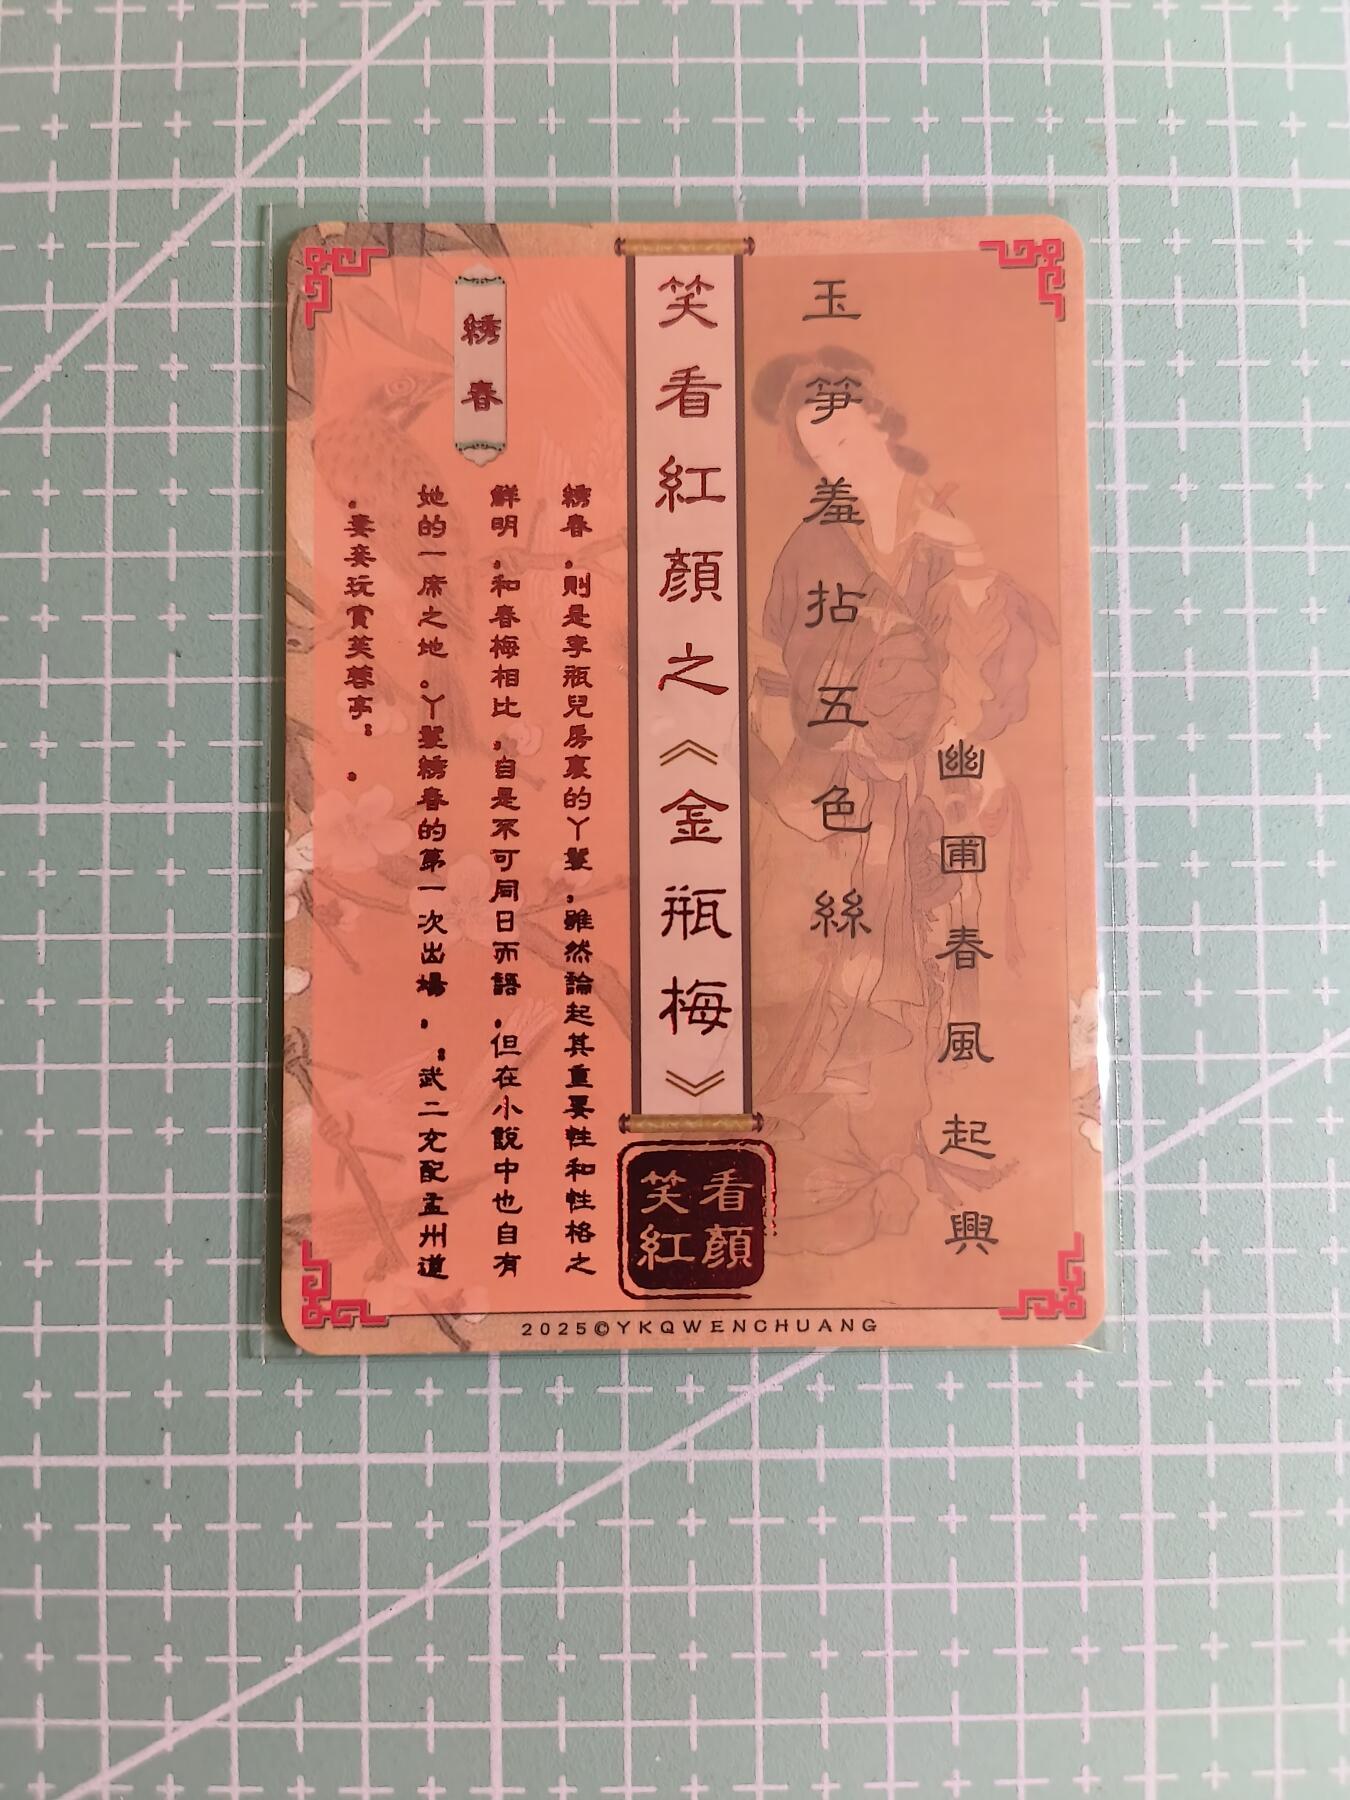 幽圃春風起興
玉笋羞拈五色絲
笑看紅顏之《金瓶梅》
笑看
紅顏
綉春
綉春，則是李瓶兒房裏的丫鬟，雖然論起其重要性和性格之
鮮明，和春梅相比，自是不可同日而語，但在小說中也自有
她的一席之地。丫鬟綉春的第一次出場，：武二充配孟州道
，妻妾玩賞芙蓉亭：，
2025©YKQWENCHUANG